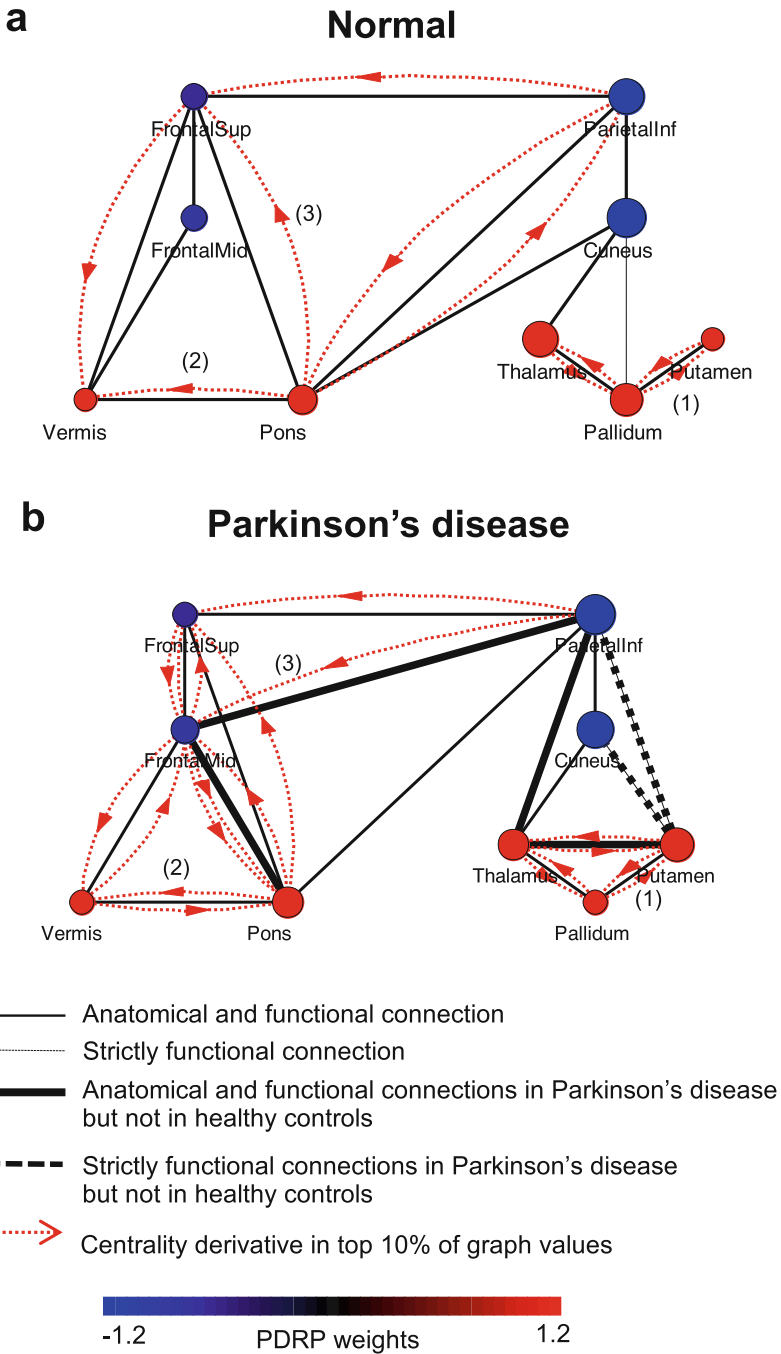 a
Normal
FrontalSup
ParietalInf
(3)
FrontalMid
Cuneus
(2)
Thalamus
Putamen
(1)
Vermis
Pons
Pallidum
b
Parkinson’s disease
FrontalSup
ParietalInf
(3)
FrontalMid
Cuneus
(2)
Thalamus
Putamen
(1)
Vermis
Pons
Pallidum
Anatomical and functional connection
Strictly functional connection
Anatomical and functional connections in Parkinson’s disease
but not in healthy controls
Strictly functional connections in Parkinson’s disease
but not in healthy controls
Centrality derivative in top 10% of graph values
-1.2
PDRP weights
1.2